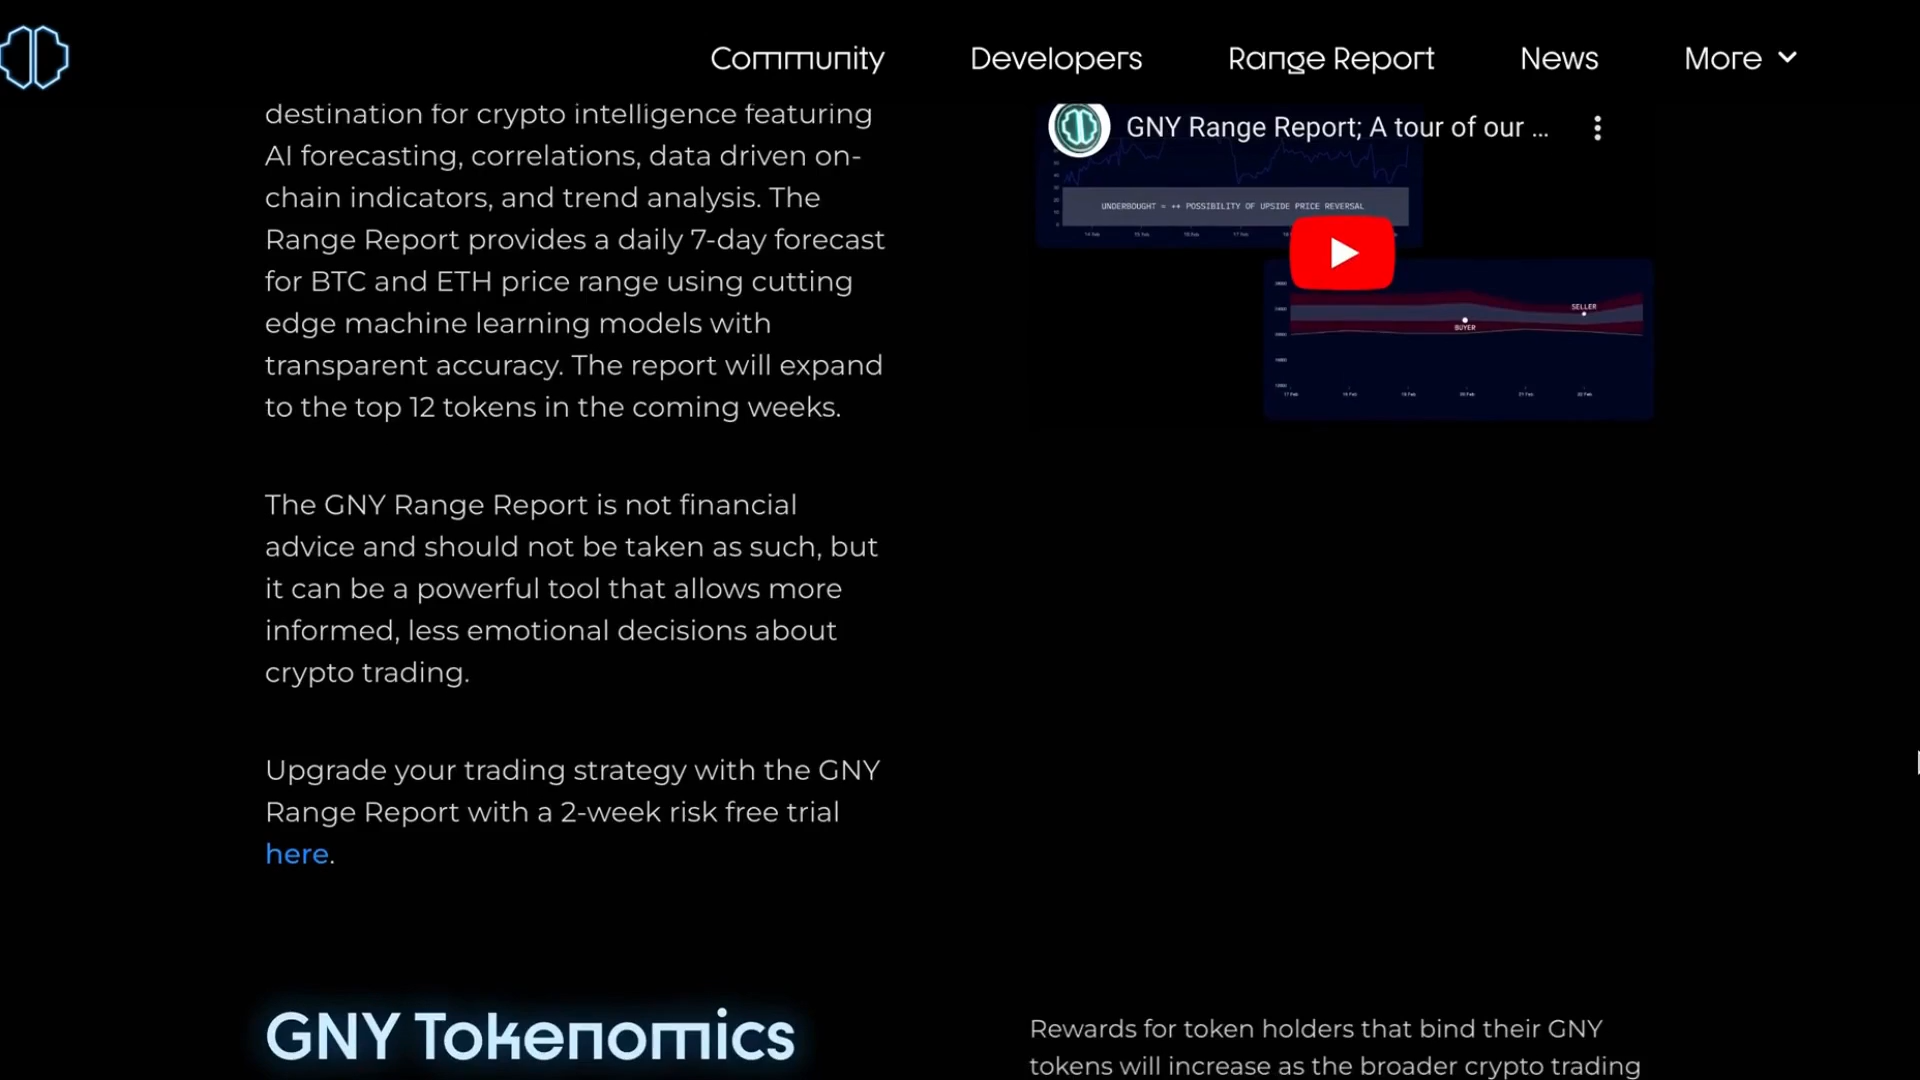 Community
Developers
Range Report
News
More
destination for crypto intelligence featuring
AI forecasting, correlations, data driven on-
chain indicators, and trend analysis. The
Range Report provides a daily 7-day forecast
for BTC and ETH price range using cutting
edge machine learning models with
transparent accuracy. The report will expand
to the top 12 tokens in the coming weeks.
The GNY Range Report is not financial
advice and should not be taken as such, but
it can be a powerful tool that allows more
informed, less emotional decisions about
crypto trading.
Upgrade your trading strategy with the GNY
Range Report with a 2-week risk free trial
here.
GNY Range Report; A tour of our ...
UNDERBOUGHT = ++ POSSIBILITY OF UPSIDE PRICE REVERSAL
SELLER
BUYER
GNY Tokenomics
Rewards for token holders that bind their GNY
tokens will increase as the broader crypto trading